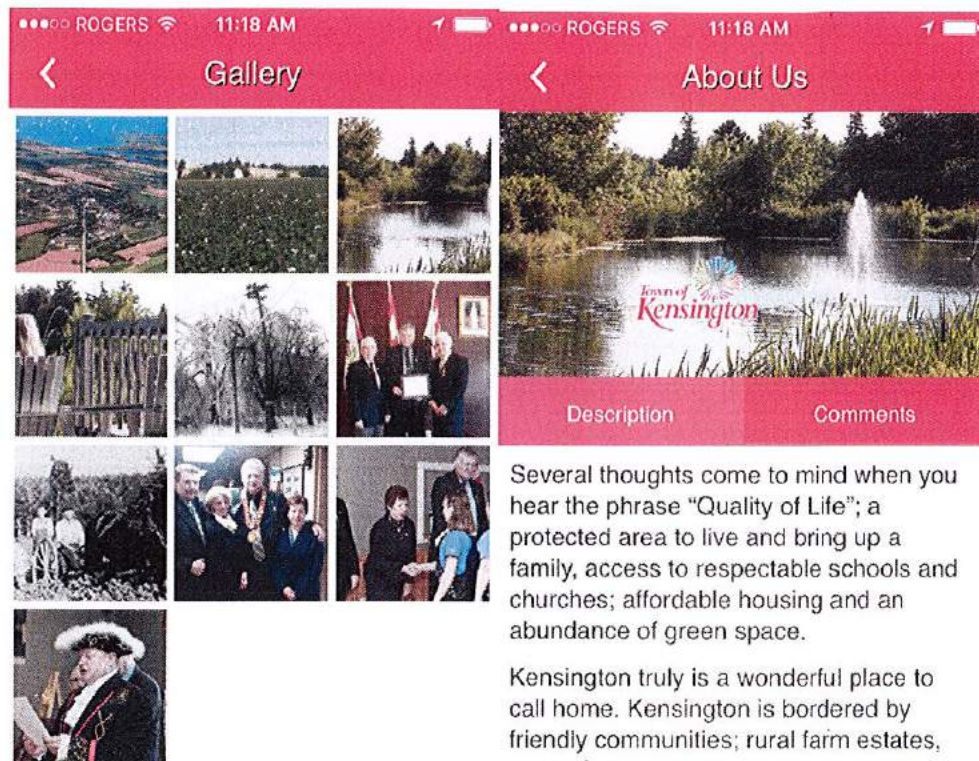 ROGERS 11:18 AM
Gallery
ROGERS 11:18 AM
About Us
Town of
Kensington
Description Comments
Several thoughts come to mind when you
hear the phrase “Quality of Life”; a
protected area to live and bring up a
family, access to respectable schools and
churches; affordable housing and an
abundance of green space.
Kensington truly is a wonderful place to
call home. Kensington is bordered by
friendly communities; rural farm estates,